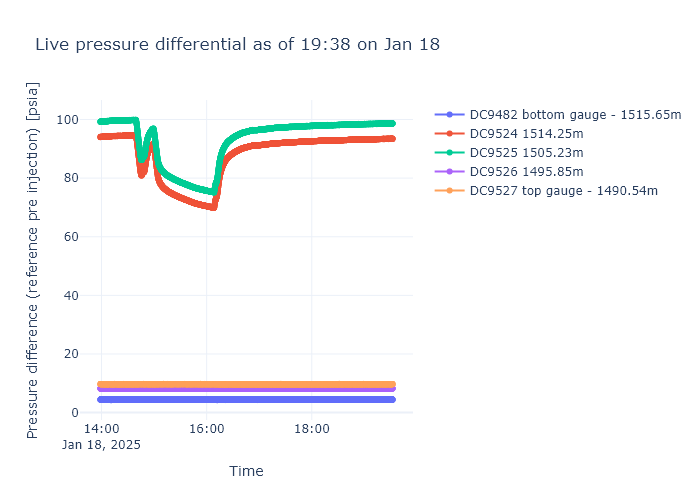 Live pressure differential as of 19:38 on Jan 18
Pressure difference (reference pre injection) [psia]
100
80
60
40
20
0
14:00
Jan 18, 2025
16:00
18:00
Time
DC9482 bottom gauge - 1515.65m
DC9524 1514.25m
DC9525 1505.23m
DC9526 1495.85m
DC9527 top gauge - 1490.54m